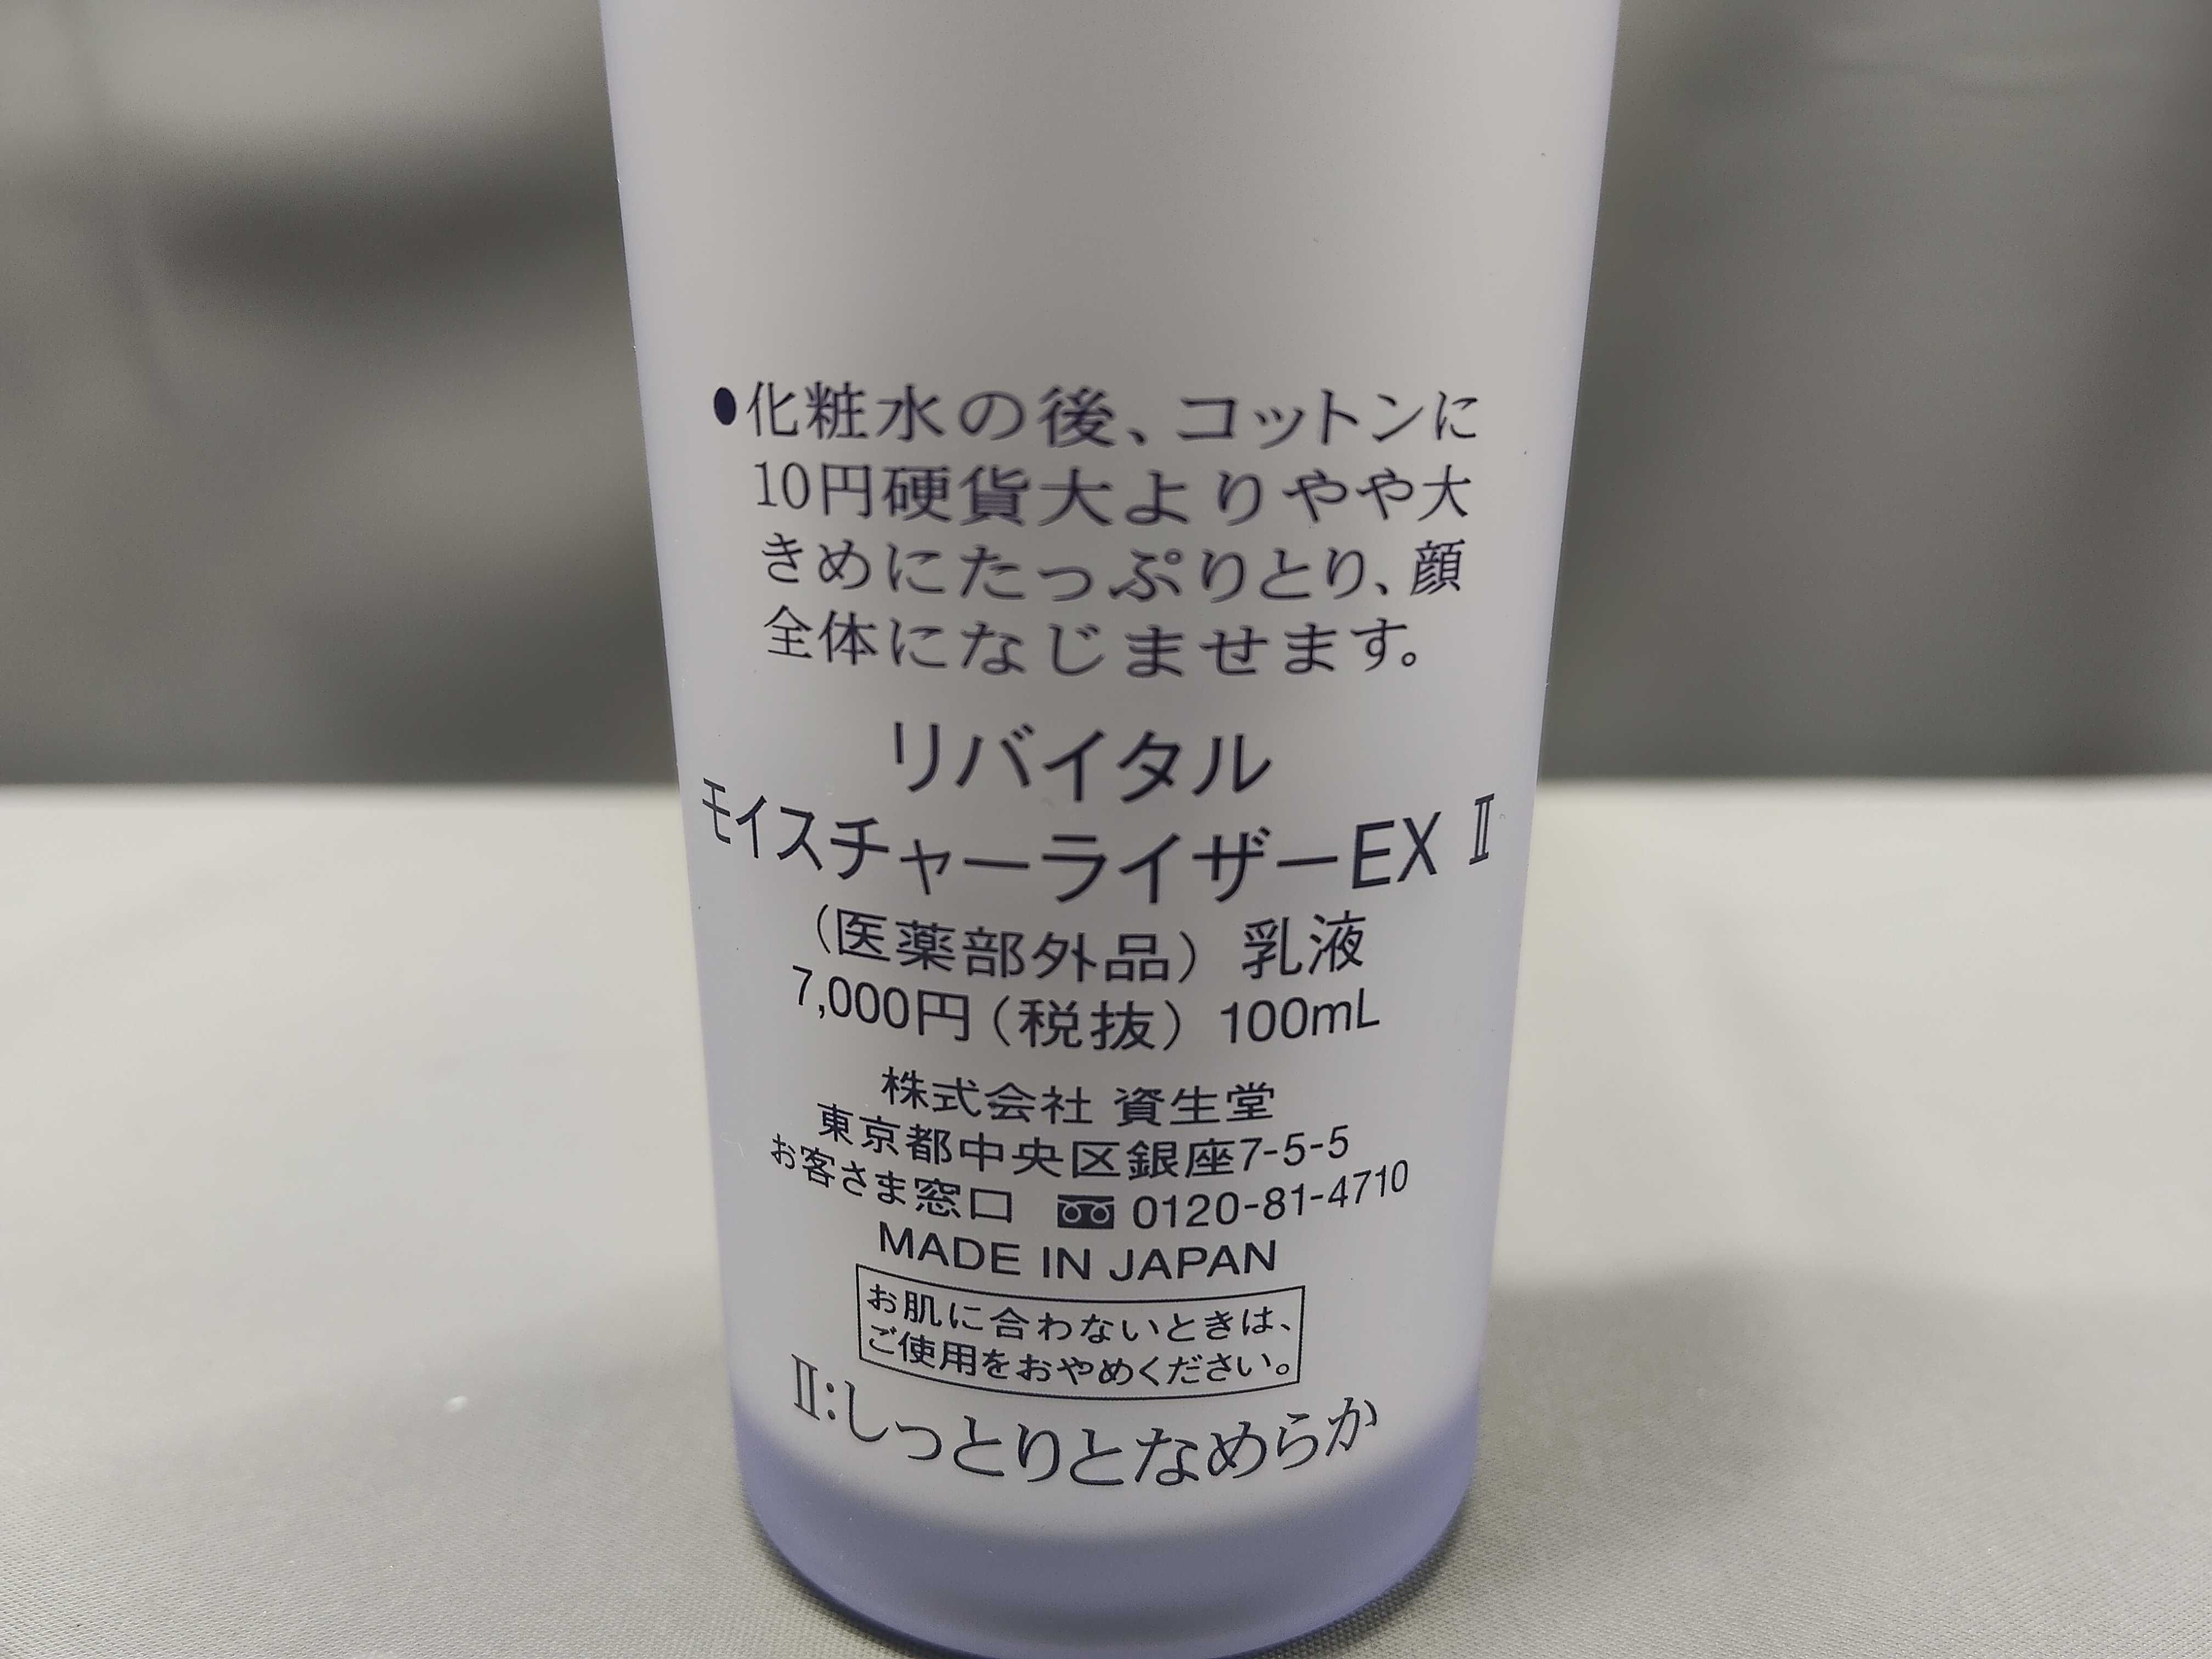 ●化粧水の後、コットンに
10円硬貨大よりやや大
きめにたっぷりとり、顔
全体になじませます。
リバイタル
モイスチャーライザーEX Ⅱ
（医薬部外品）乳液
7,000円（税抜）100mL
株式会社 資生堂
東京都中央区銀座7-5-5
お客さま窓口 0120-81-4710
MADE IN JAPAN
お肌に合わないときは、
ご使用をおやめください。
Ⅱ:しっとりとなめらか